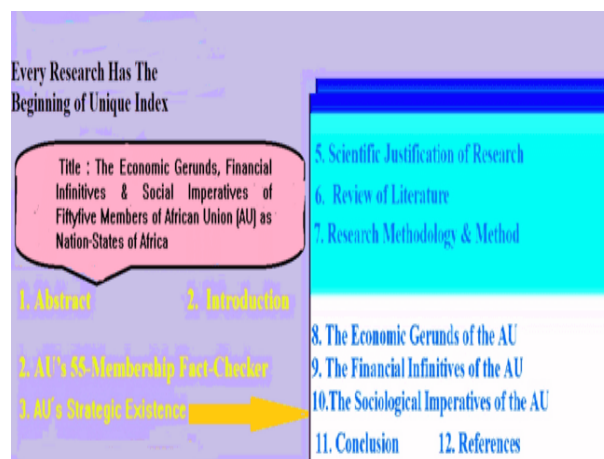 Every Research Has The
Beginning of Unique Index
Title : The Economic Gerunds, Financial
Infinitives & Social Imperatives of
Fiftyfive Members of African Union (AU) as
Nation-States of Africa
1. Abstract
2. Introduction
2. AU's 55-Membership Fact-Checker
3. AU's Strategic Existence
5. Scientific Justification of Research
6. Review of Literature
7. Research Methodology & Method
8. The Economic Gerunds of the AU
9. The Financial Infinitives of the AU
10.The Sociological Imperatives of the AU
11. Conclusion
12. References